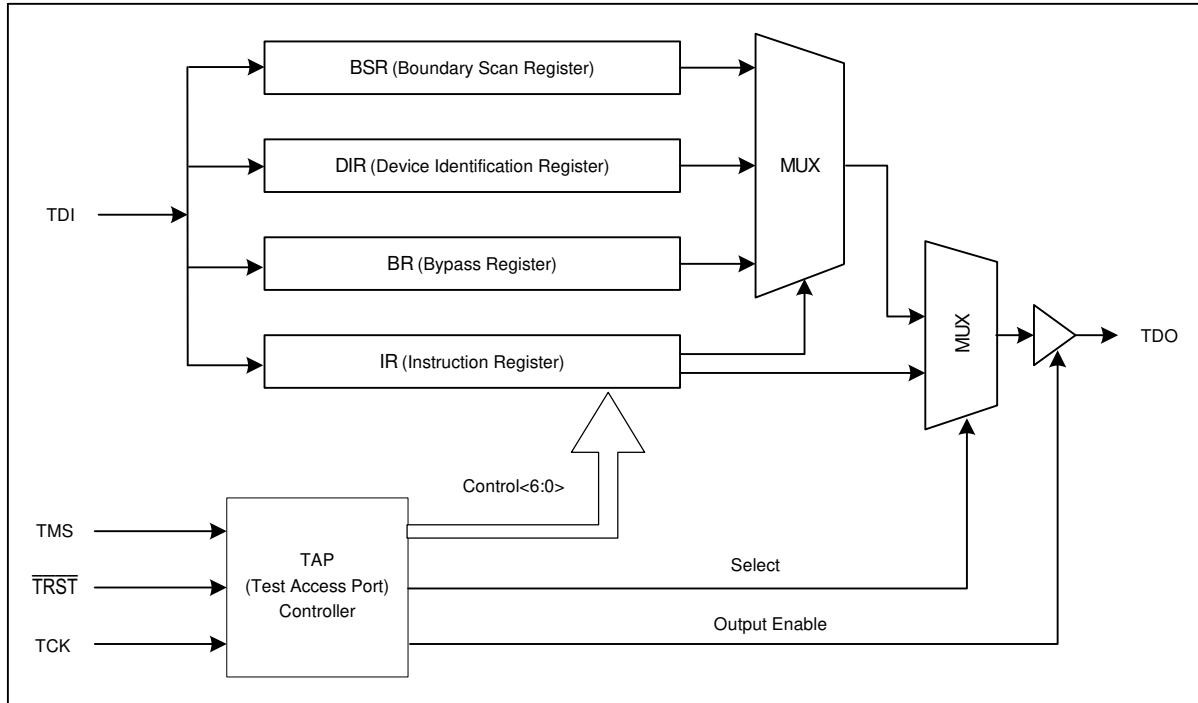 BSR (Boundary Scan Register)
DIR (Device Identification Register)
MUX
TDI
BR (Bypass Register)
MUX
TDO
IR (Instruction Register)
Control<6:0>
TMS
TAP
(Test Access Port)
Controller
TRST
Select
TCK
Output Enable